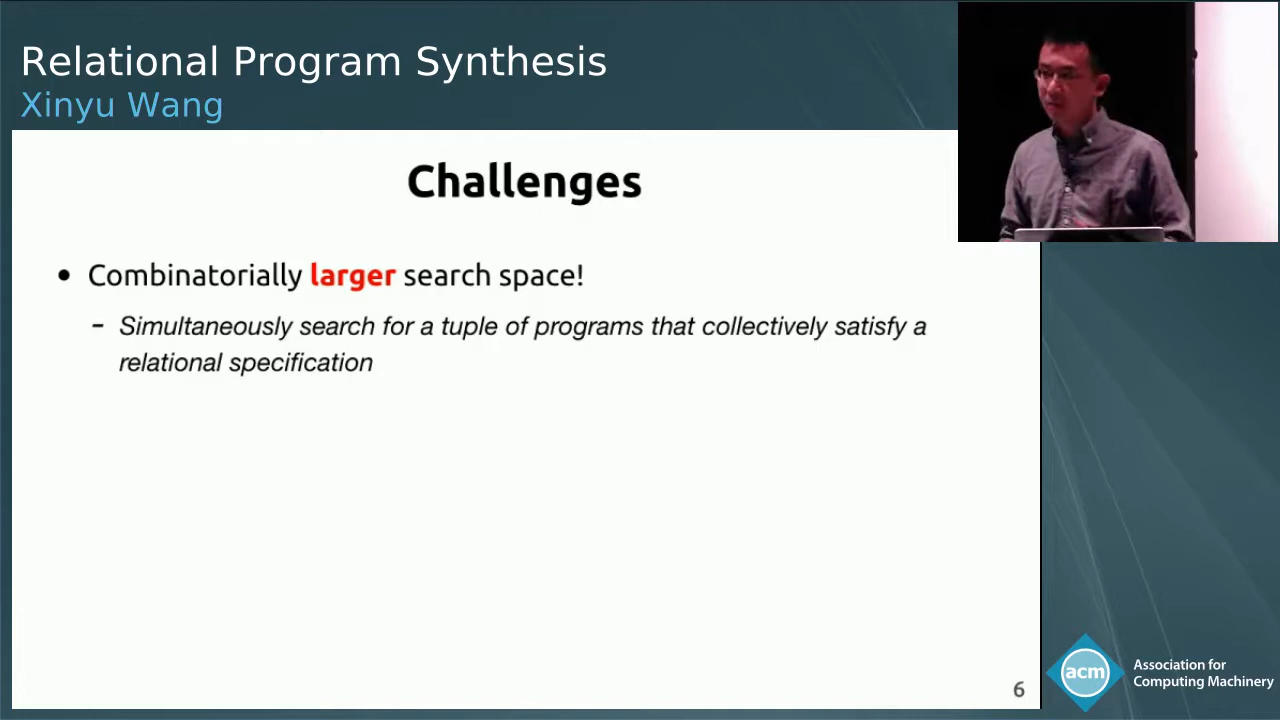 Relational Program Synthesis
Xinyu Wang
Challenges
• Combinatorially larger search space!
- Simultaneously search for a tuple of programs that collectively satisfy a
relational specification
6
acm
Association for
Computing Machinery